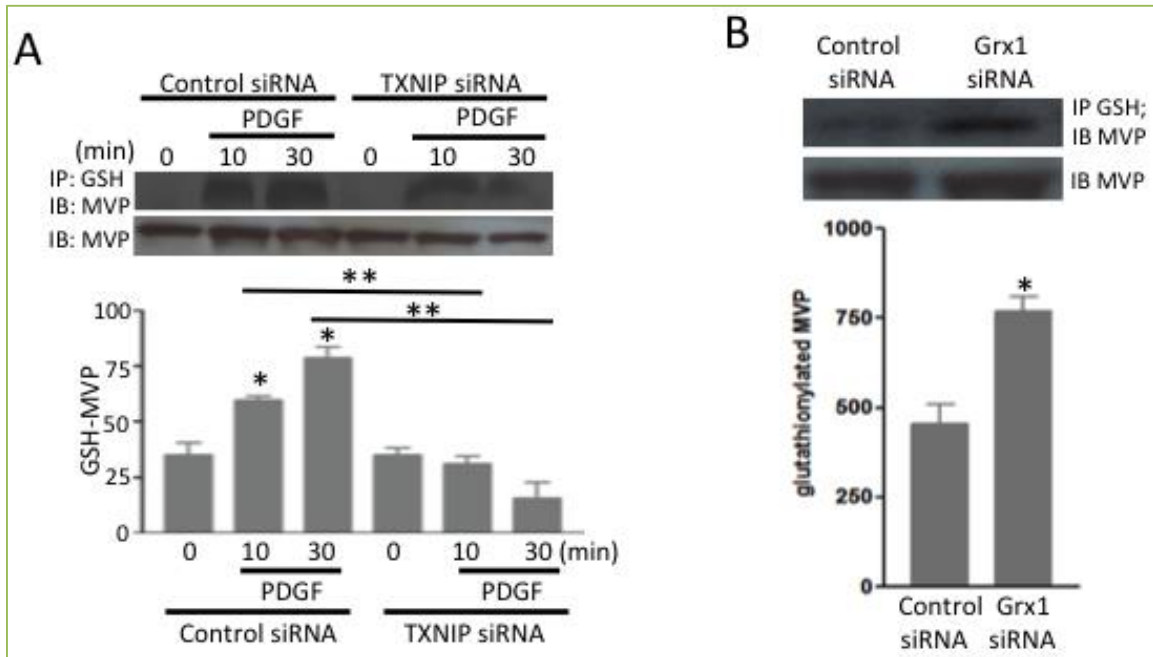 A
Control siRNA TXNIP siRNA
PDGF PDGF
(min) 0 10 30 0 10 30
IP: GSH
IB: MVP
IB: MVP
**
**
100
75
50
25
0
GSH-MVP
* *
0 10 30 0 10 30 (min)
PDGF PDGF
Control siRNA TXNIP siRNA
B
Control Grx1
siRNA siRNA
IP GSH;
IB MVP
IB MVP
1000
750
500
250
0
glutathionylated MVP
*
Control Grx1
siRNA siRNA